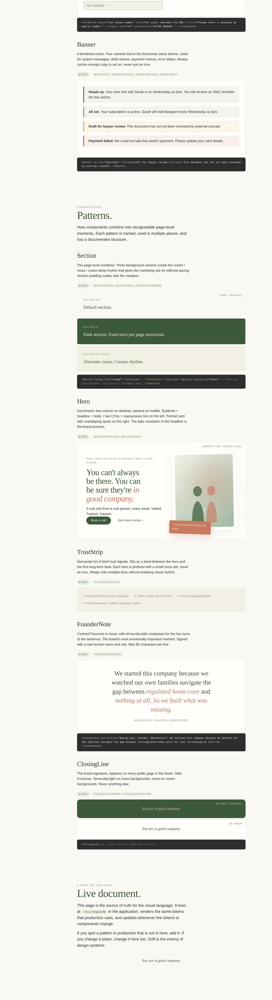 Not editable
<FormField label="Your phone number" hint="For visit reminders by SMS." error="Please enter a complete UK
mobile number." > <Input type="tel" placeholder="07700 900000" /> </FormField>
Banner
A bordered notice. Four variants tied to the functional colour tokens. Used
for system messages, draft notices, payment notices, error states. Always
carries enough copy to act on; never just an icon.
Stable
Banner/Info, Banner/Success, Banner/Warning, Banner/Alert
Heads up. Your next visit with Sarah is on Wednesday at 2pm. You will receive an SMS reminder
the day before.
All set. Your subscription is active. Sarah will visit Margaret every Wednesday at 2pm.
Draft for lawyer review. This document has not yet been reviewed by external counsel.
Payment failed. We could not take this week's payment. Please update your card details.
<Banner variant="warning"> <strong>Draft for lawyer review.</strong> This document has not yet been reviewed
by external counsel. </Banner>
COMPOSITIONS
Patterns.
How components combine into recognisable page-level
moments. Each pattern is named, used in multiple places, and
has a documented structure.
Section
The page-level container. Three background variants create the cream /
moss / cream-deep rhythm that gives the marketing site its editorial pacing.
Section padding scales with the viewport.
Stable
Section/Cream, Section/Moss, Section/CreamDeep
THREE VARIANTS
ON CREAM
Default section.
ON MOSS
Dark section. Used once per page maximum.
ON CREAM DEEP
Alternate cream. Creates rhythm.
<Section background="cream"> <Container>...</Container> </Section> <Section background="moss"> // Once per
page maximum. The visually strongest beat. </Section>
Hero
Asymmetric two-column on desktop, stacked on mobile. Eyebrow +
headline + body + two CTAs + reassurance line on the left. Portrait card
with overlapping quote on the right. The italic resolution in the headline is
the brand promise.
Stable
Hero/WithPortrait, Hero/TextOnly
COMPOSITION (SIMPLIFIED)
FOR FAMILIES WITH A PARENT WHO LIVES
ALONE
You can't always
be there. You can
be sure they're in
good company.
A real visit from a real person, every week. Vetted.
Trained. Insured.
Book a call
See how it works →
"I read Sarah's note on the train
home."
TrustStrip
Horizontal list of brief trust signals. Sits as a band between the hero and
the first long-form beat. Each item is prefixed with a small moss dot, never
an icon. Wraps onto multiple lines without breaking visual rhythm.
Stable
TrustStrip/Default
Enhanced DBS for every companion
Public Liability and PI insured
Named safeguarding lead
South Manchester, Trafford, Stockport, Salford
FounderNote
Centred Fraunces in moss, with terracotta italic emphases for the key turns
of the sentence. The brand's most emotionally important moment. Signed
with a real human name and role. Max 60 characters per line.
Stable
FounderNote/Default
We started this company because we
watched our own families navigate the
gap between regulated home-care and
nothing at all. So we built what was
missing.
BASSEY EYO, FOUNDER, MANCHESTER
<FounderNote attribution="Bassey Eyo, Founder, Manchester"> We started this company because we watched our
own families navigate the gap between <em>regulated home-care</em> and <em>nothing at all</em>.
</FounderNote>
ClosingLine
The brand signature. Appears on every public page in the footer. Italic
Fraunces. Terracotta-light on moss backgrounds; moss on cream
backgrounds. Never anything else.
Stable
ClosingLine/OnMoss, ClosingLine/OnCream
ON MOSS (FOOTER)
You are in good company.
ON CREAM
You are in good company.
<ClosingLine /> // auto-detects light/dark context
A NOTE ON THIS PAGE
Live document.
This page is the source of truth for the visual language. It lives
at /styleguide in the application, renders the same tokens
that production uses, and updates whenever the tokens or
components change.
If you spot a pattern in production that is not in here, add it. If
you change a token, change it here too. Drift is the enemy of
design systems.
You are in good company.